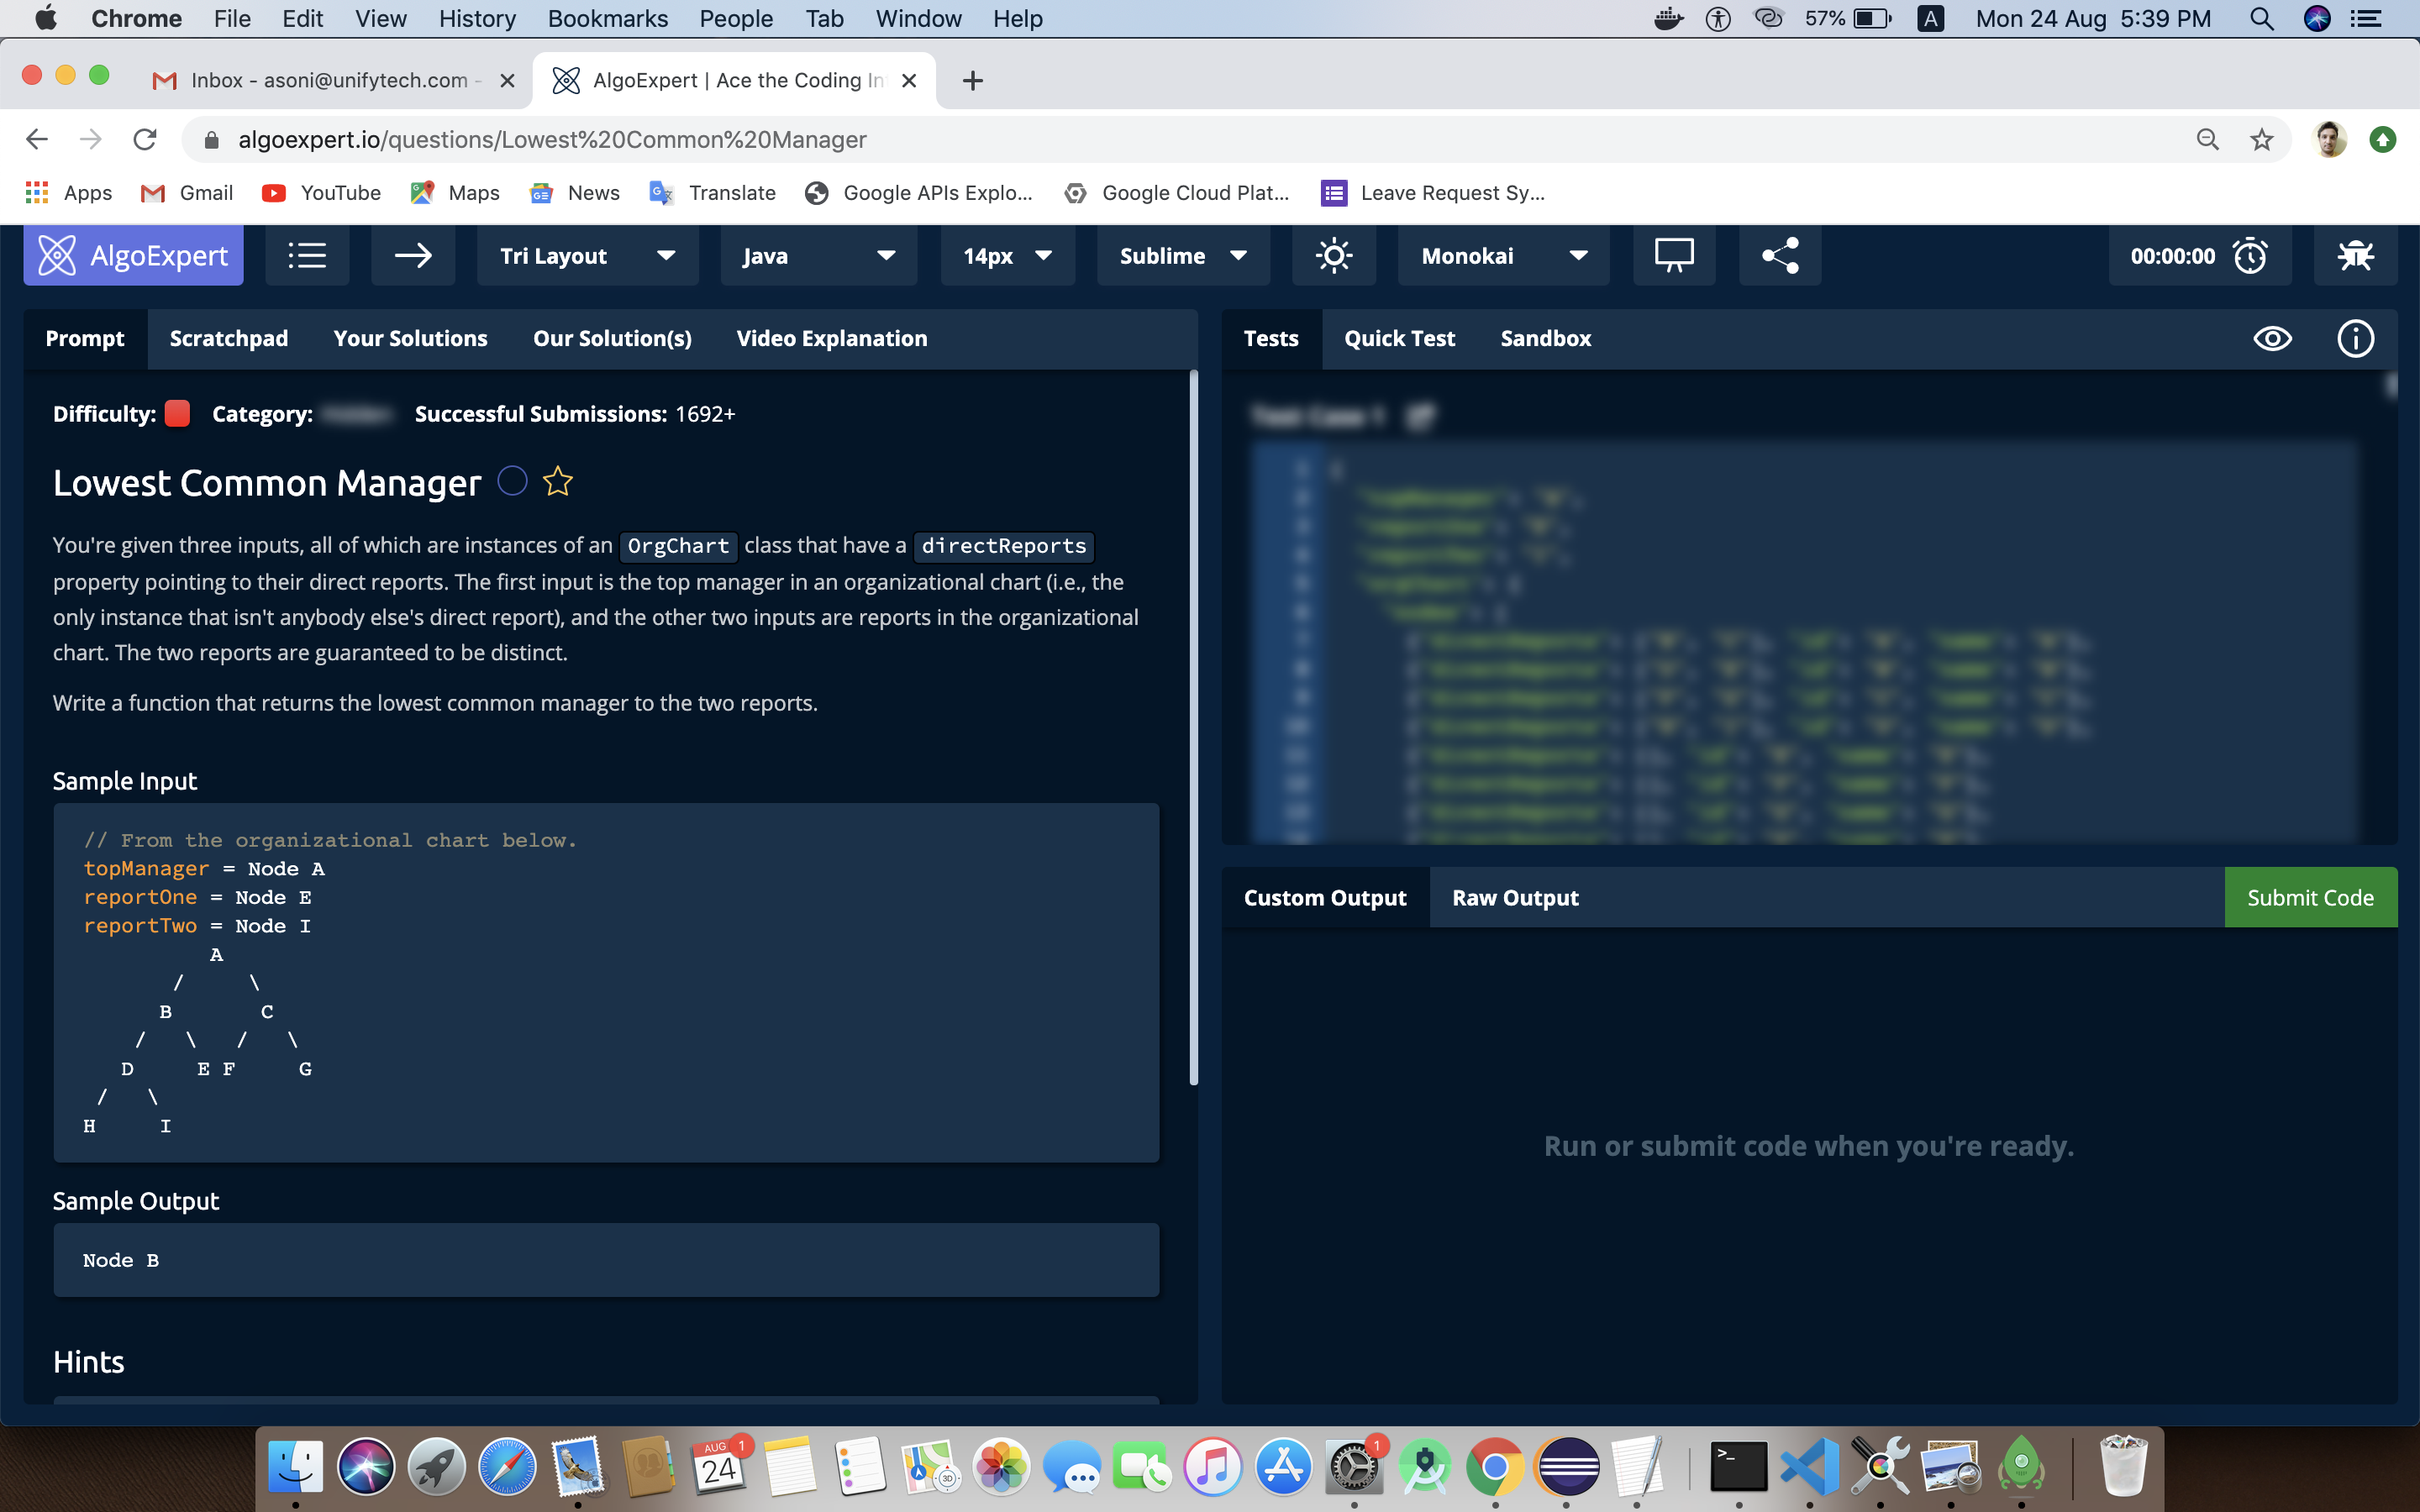 Chrome File Edit View History Bookmarks People Tab Window Help 57% A Mon 24 Aug 5:39 PM
Inbox - asoni@unifytech.com - AlgoExpert | Ace the Coding In
algoexpert.io/questions/Lowest%20Common%20Manager
Apps Gmail YouTube Maps News Translate Google APIs Explo... Google Cloud Plat... Leave Request Sy...
AlgoExpert Tri Layout Java 14px Sublime Monokai 00:00:00
Prompt Scratchpad Your Solutions Our Solution(s) Video Explanation
Difficulty: Category: Successful Submissions: 1692+
Lowest Common Manager
You're given three inputs, all of which are instances of an OrgChart class that have a directReports
property pointing to their direct reports. The first input is the top manager in an organizational chart (i.e., the
only instance that isn't anybody else's direct report), and the other two inputs are reports in the organizational
chart. The two reports are guaranteed to be distinct.
Write a function that returns the lowest common manager to the two reports.
Sample Input
// From the organizational chart below.
topManager = Node A
reportOne = Node E
reportTwo = Node I
A
/ \
B C
/ \ / \
D E F G
/ \
H I
Sample Output
Node B
Hints
Tests Quick Test Sandbox
Custom Output Raw Output Submit Code
Run or submit code when you're ready.
AUG 1
24
3D
1
>_